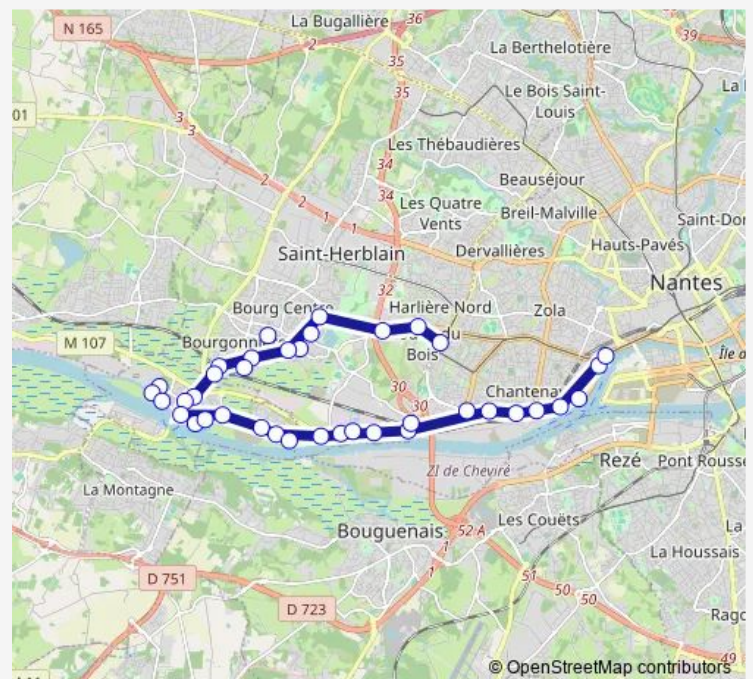 La Bugallière
36
N 165
39
2
La Berthelotière
35
La
Le Bois Saint-
Louis
35
01
3
3
Les Thébaudières
34
Beauséjour
2
34
2
1
1
Les Quatre
Vents
Breil-Malville
Saint-Do
Saint-Herblain
Dervallières
Hauts-Pavés
Nantes
32
Bourg Centre
Harlière Nord
Zola
M 107
Bourgonni
du
Bois
Île a
30
30
Chantenay
ZI de Cheviré
Rezé
Pont Rousse
La Montagne
Bouguenais
52 A
Les Couëts
La
1
La Houssais
D 751
1
51
50
50
D 723
Rago
49
© OpenStreetMap contributors